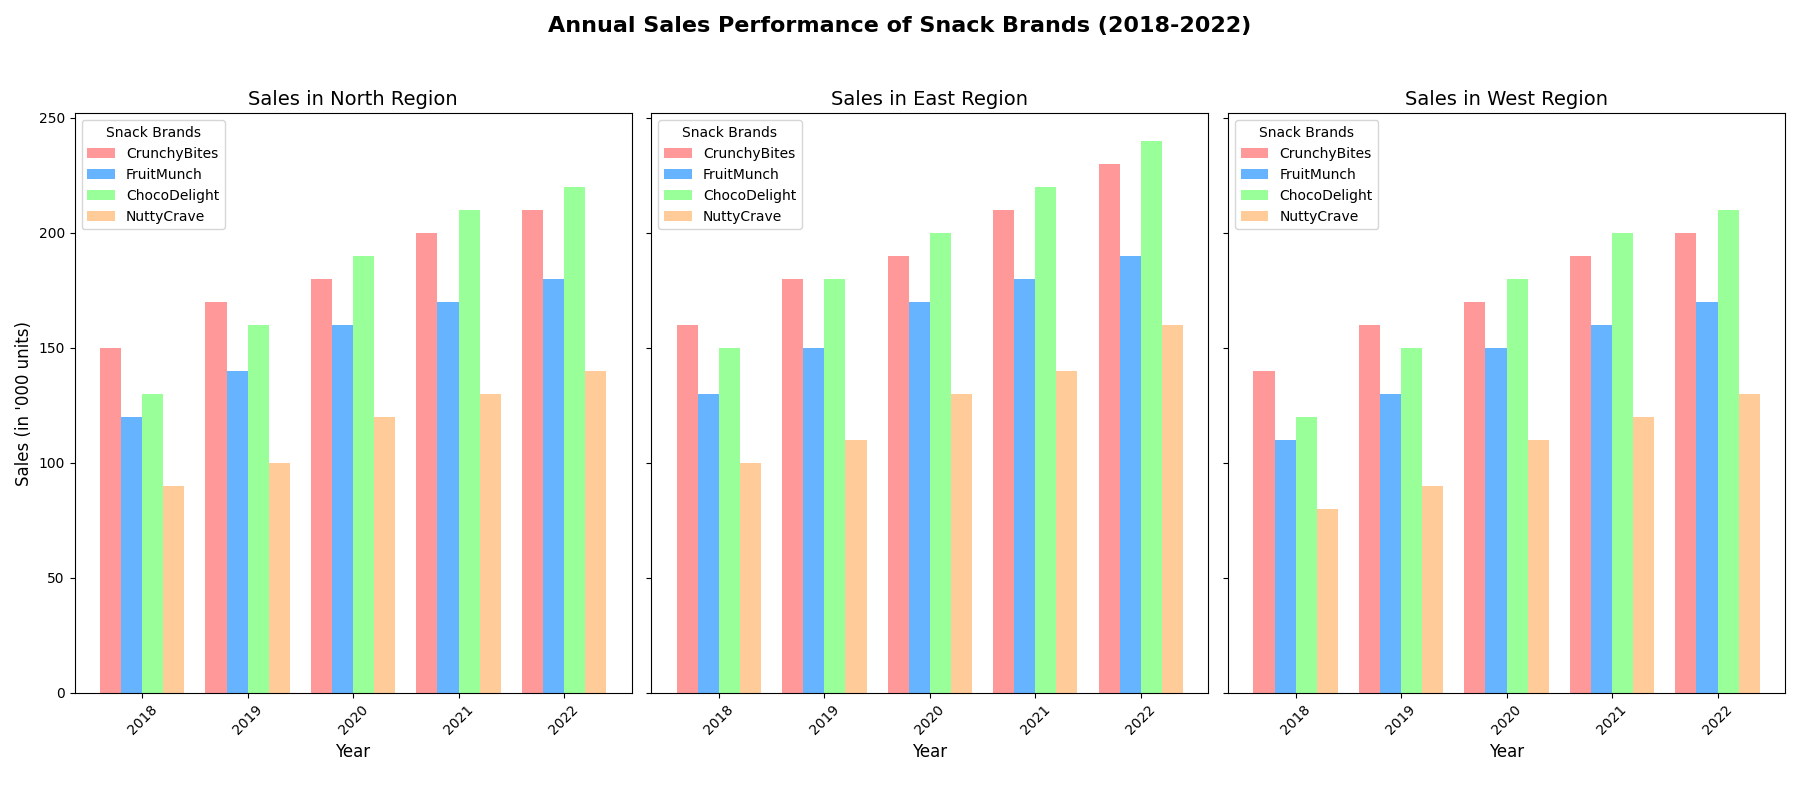 Annual Sales Performance of Snack Brands (2018-2022)
Sales in North Region
Sales (in '000 units)
250
200
150
100
50
0
Snack Brands
CrunchyBites
FruitMunch
ChocoDelight
NuttyCrave
2018 2019 2020 2021 2022
Year
Sales in East Region
Snack Brands
CrunchyBites
FruitMunch
ChocoDelight
NuttyCrave
2018 2019 2020 2021 2022
Year
Sales in West Region
Snack Brands
CrunchyBites
FruitMunch
ChocoDelight
NuttyCrave
2018 2019 2020 2021 2022
Year